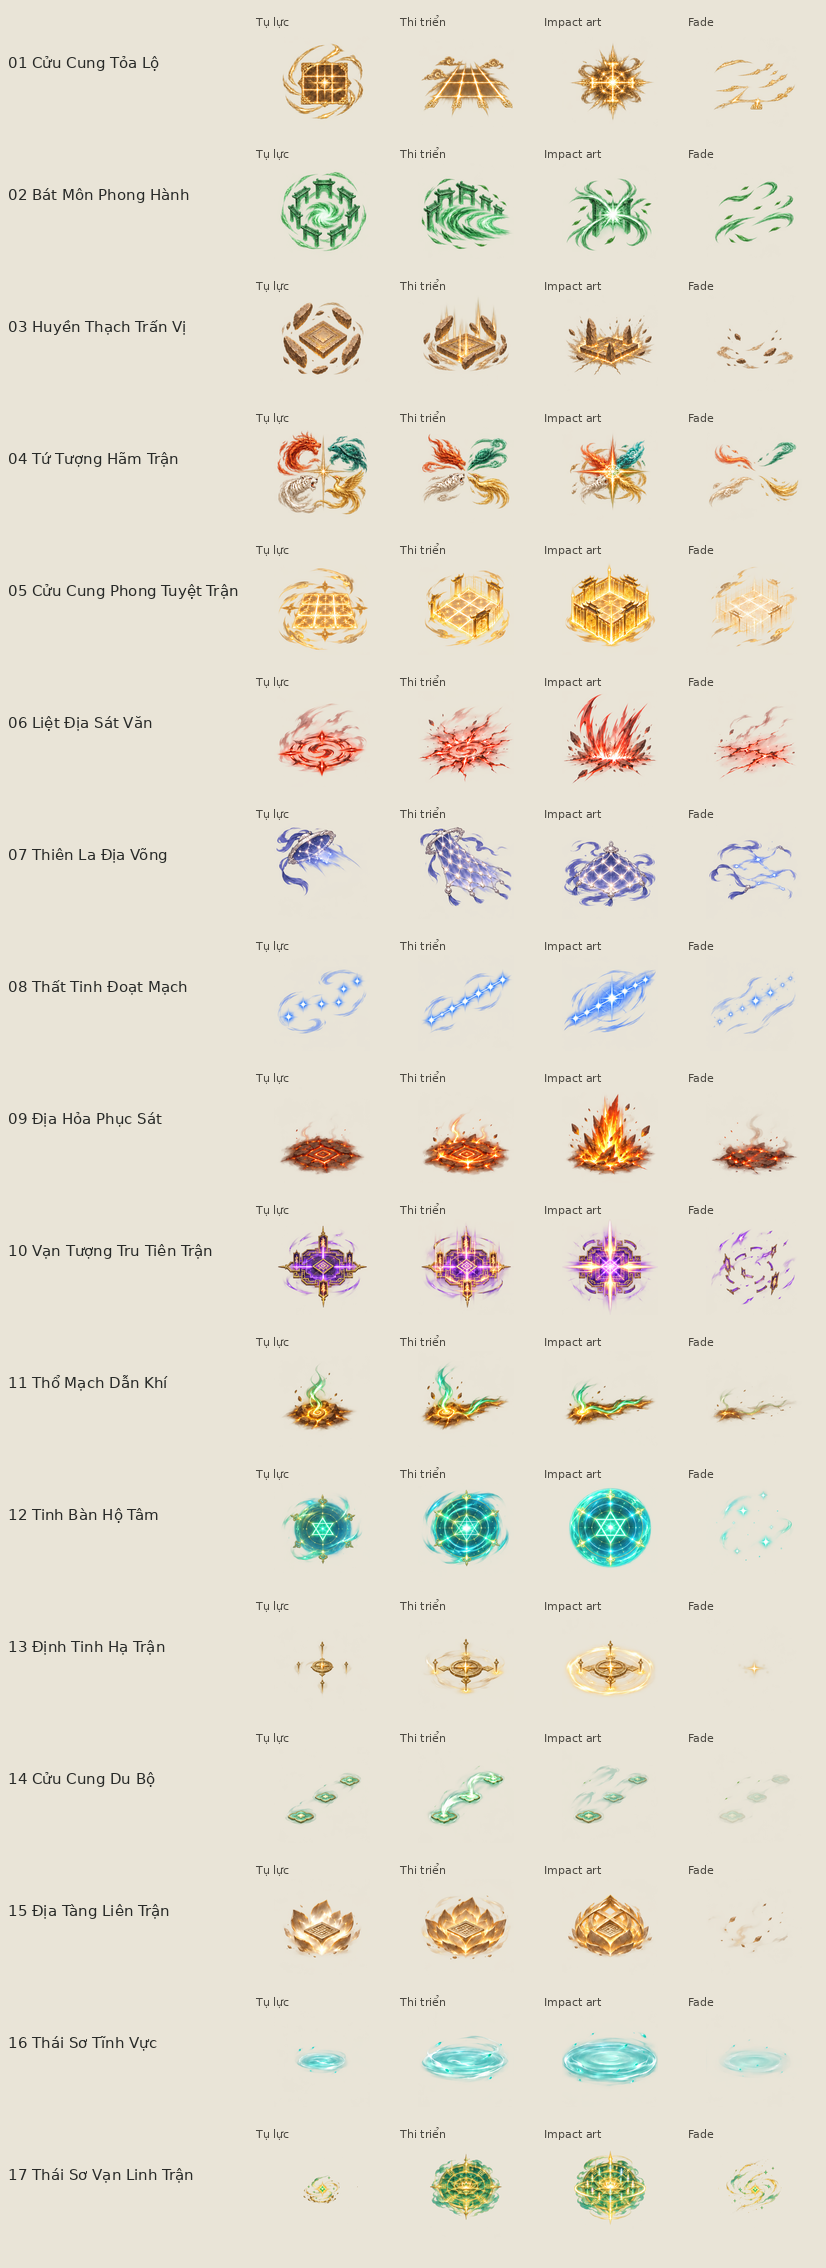 Tụ lực Thi triển Impact art Fade
01 Cửu Cung Tỏa Lộ
Tụ lực Thi triển Impact art Fade
02 Bát Môn Phong Hành
Tụ lực Thi triển Impact art Fade
03 Huyền Thạch Trấn Vị
Tụ lực Thi triển Impact art Fade
04 Tứ Tượng Hãm Trận
Tụ lực Thi triển Impact art Fade
05 Cửu Cung Phong Tuyệt Trận
Tụ lực Thi triển Impact art Fade
06 Liệt Địa Sát Văn
Tụ lực Thi triển Impact art Fade
07 Thiên La Địa Võng
Tụ lực Thi triển Impact art Fade
08 Thất Tinh Đoạt Mạch
Tụ lực Thi triển Impact art Fade
09 Địa Hỏa Phục Sát
Tụ lực Thi triển Impact art Fade
10 Vạn Tượng Tru Tiên Trận
Tụ lực Thi triển Impact art Fade
11 Thổ Mạch Dẫn Khí
Tụ lực Thi triển Impact art Fade
12 Tinh Bàn Hộ Tâm
Tụ lực Thi triển Impact art Fade
13 Định Tinh Hạ Trận
Tụ lực Thi triển Impact art Fade
14 Cửu Cung Du Bộ
Tụ lực Thi triển Impact art Fade
15 Địa Tàng Liên Trận
Tụ lực Thi triển Impact art Fade
16 Thái Sơ Tĩnh Vực
Tụ lực Thi triển Impact art Fade
17 Thái Sơ Vạn Linh Trận